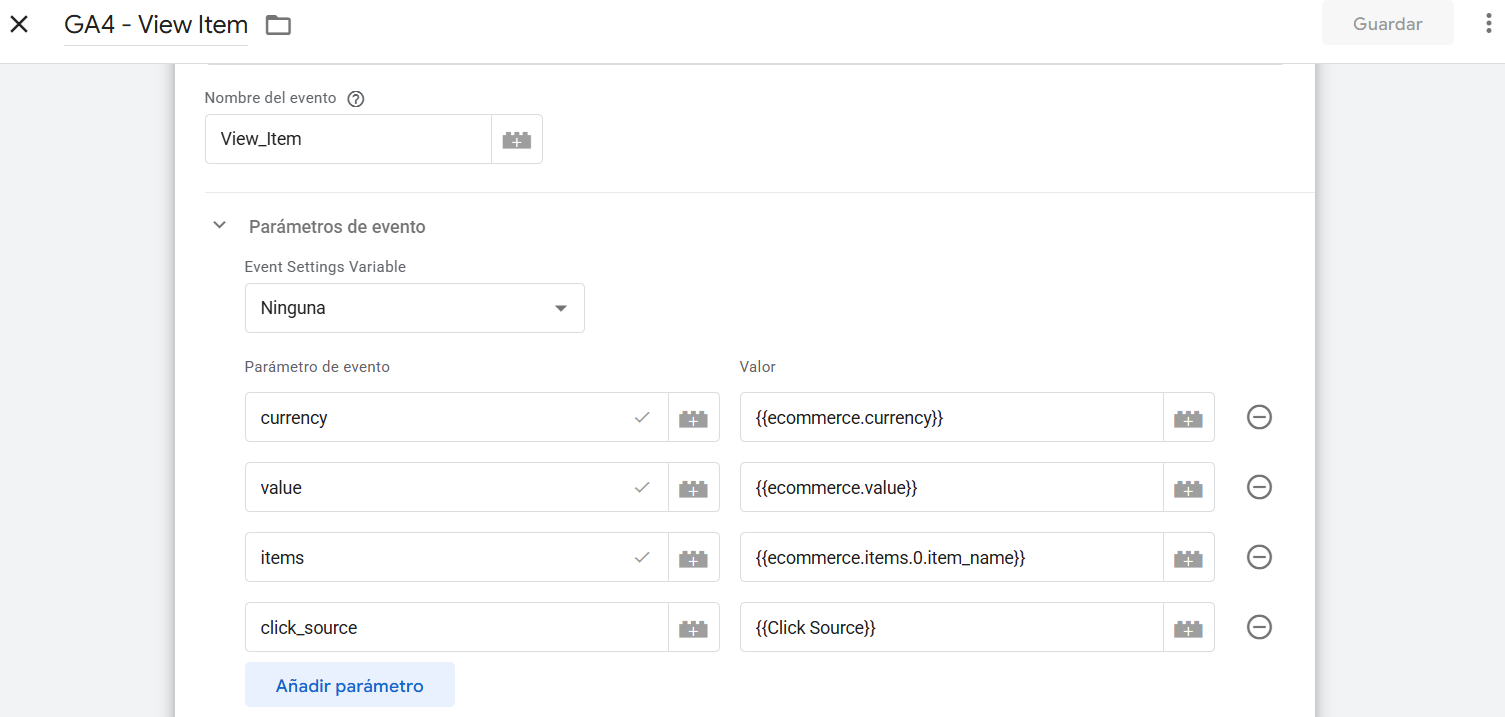 GA4 - View Item
Guardar
Nombre del evento
View_Item
Parámetros de evento
Event Settings Variable
Ninguna
Parámetro de evento Valor
currency {{ecommerce.currency}}
value {{ecommerce.value}}
items {{ecommerce.items.0.item_name}}
click_source {{Click Source}}
Añadir parámetro